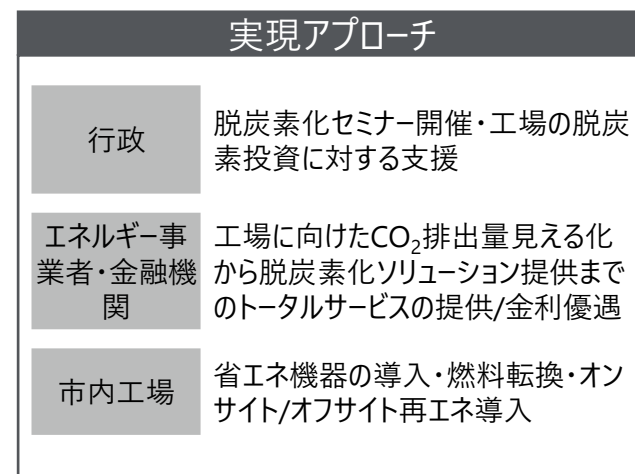 実現アプローチ
行政
脱炭素化セミナー開催・工場の脱炭
素投資に対する支援
エネルギー事
業者・金融機
関
工場に向けたCO₂排出量見える化
から脱炭素化ソリューション提供まで
のトータルサービスの提供/金利優遇
市内工場
省エネ機器の導入・燃料転換・オン
サイト/オフサイト再エネ導入